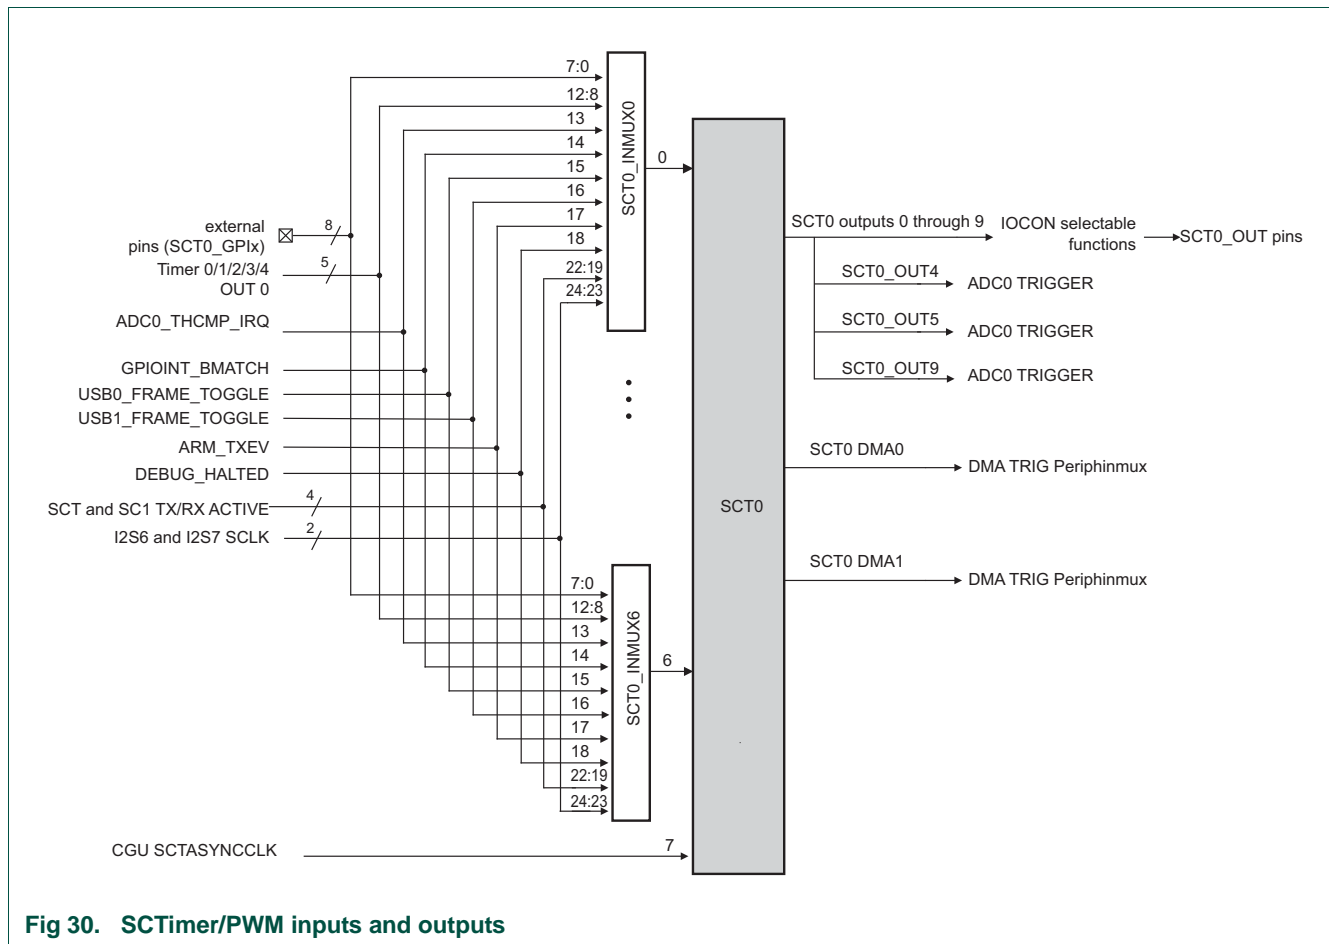 7:0
12:8
13
14
15
16
17
18
22:19
24:23
SCT0_INMUX0
0
external
pins (SCT0_GPIx)
8
Timer 0/1/2/3/4
OUT 0
5
ADC0_THCMP_IRQ
GPIOINT_BMATCH
USB0_FRAME_TOGGLE
USB1_FRAME_TOGGLE
ARM_TXEV
DEBUG_HALTED
SCT and SC1 TX/RX ACTIVE
4
I2S6 and I2S7 SCLK
2
7:0
12:8
13
14
15
16
17
18
22:19
24:23
SCT0_INMUX6
6
CGU SCTASYNCCLK
7
SCT0
SCT0 outputs 0 through 9
IOCON selectable
functions
SCT0_OUT pins
SCT0_OUT4
ADC0 TRIGGER
SCT0_OUT5
ADC0 TRIGGER
SCT0_OUT9
ADC0 TRIGGER
SCT0 DMA0
DMA TRIG Periphinmux
SCT0 DMA1
DMA TRIG Periphinmux
Fig 30. SCTimer/PWM inputs and outputs